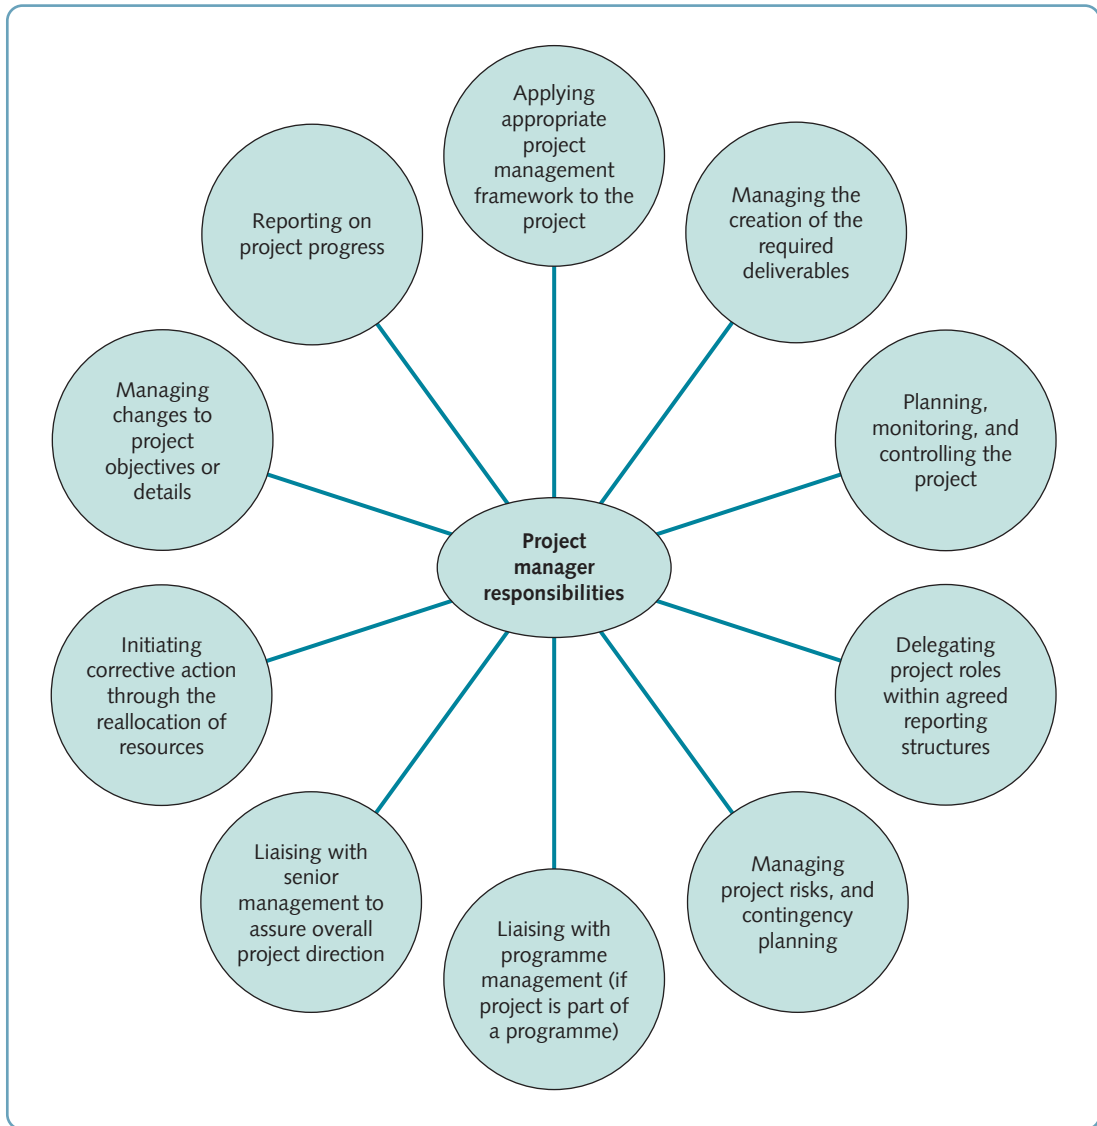 Applying
appropriate
project
management
framework to the
project
Managing the
creation of the
required
deliverables
Planning,
monitoring, and
controlling the
project
Delegating
project roles
within agreed
reporting
structures
Managing
project risks, and
contingency
planning
Liaising with
programme
management (if
project is part of
a programme)
Liaising with
senior
management to
assure overall
project direction
Initiating
corrective action
through the
reallocation of
resources
Managing
changes to
project
objectives or
details
Reporting on
project progress
Project
manager
responsibilities